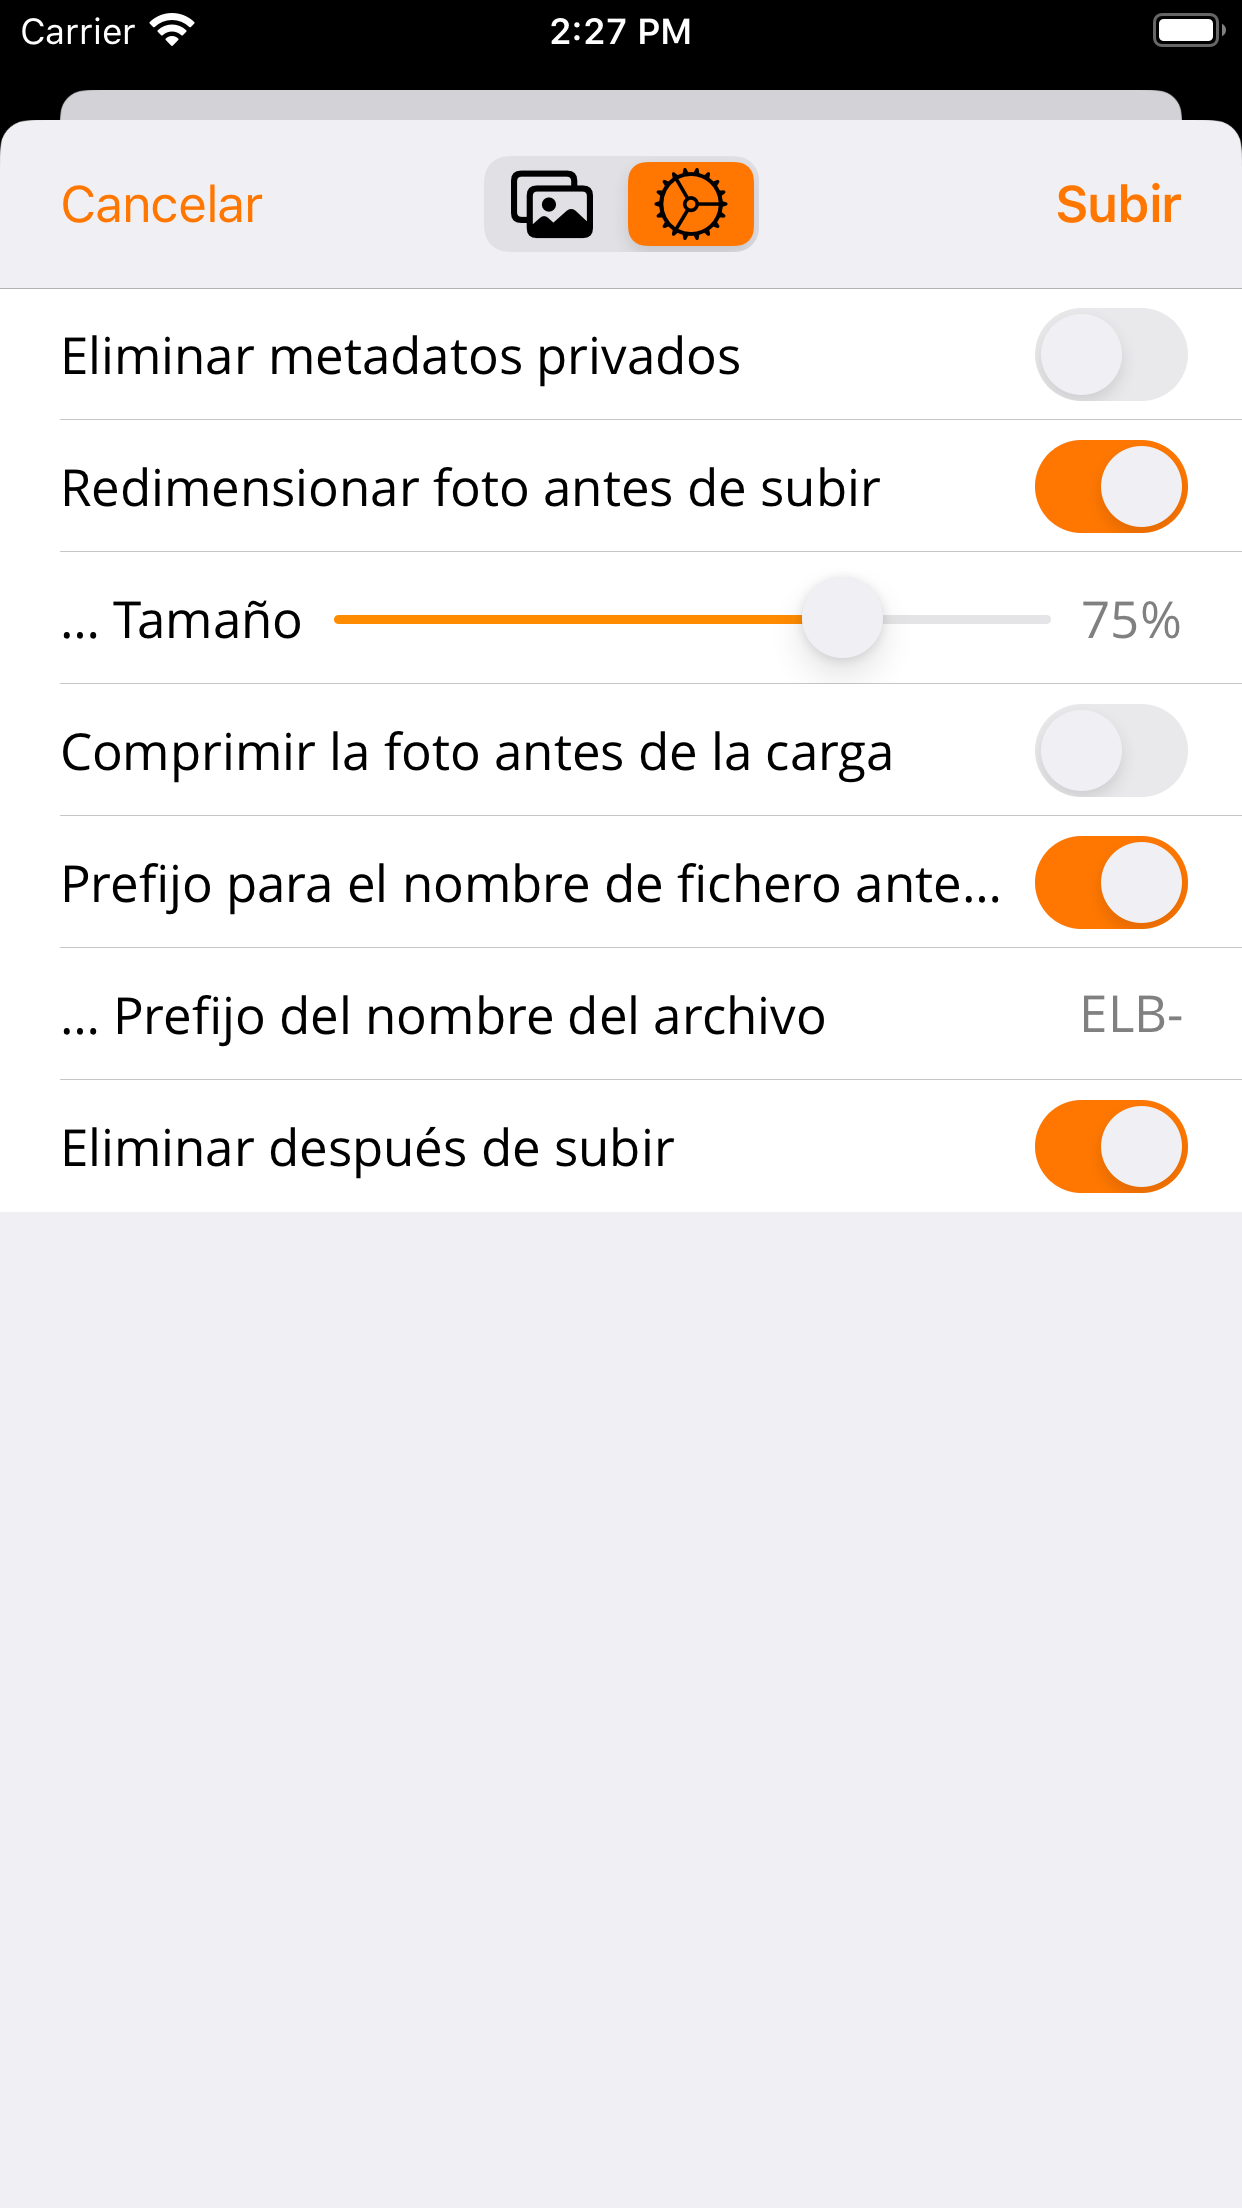 Carrier
2:27 PM
Cancelar
Subir
Eliminar metadatos privados
Redimensionar foto antes de subir
... Tamaño 75%
Comprimir la foto antes de la carga
Prefijo para el nombre de fichero ante...
... Prefijo del nombre del archivo ELB-
Eliminar después de subir